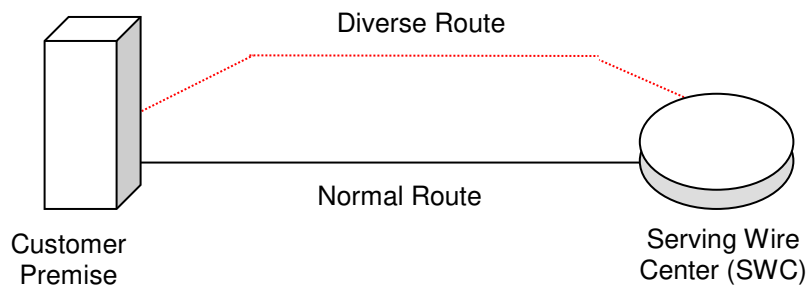 Diverse Route
Normal Route
Customer
Premise
Serving Wire
Center (SWC)